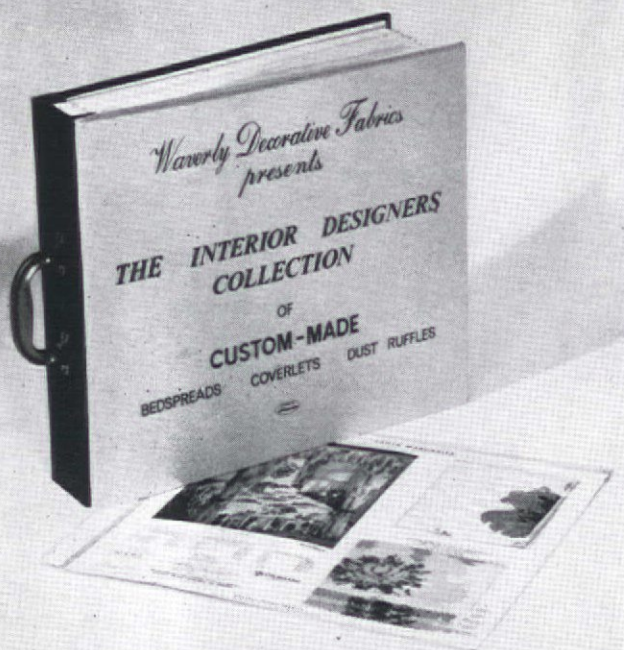 Waverly Decorative Fabrics
presents
THE INTERIOR DESIGNERS
COLLECTION
OF
CUSTOM-MADE
BEDSPREADS COVERLETS DUST RUFFLES